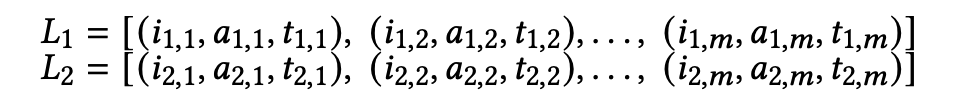 L₁ = [(i₁,₁, a₁,₁, t₁,₁), (i₁,₂, a₁,₂, t₁,₂), . . . , (i₁,ₘ, a₁,ₘ, t₁,ₘ)]
L₂ = [(i₂,₁, a₂,₁, t₂,₁), (i₂,₂, a₂,₂, t₂,₂), . . . , (i₂,ₘ, a₂,ₘ, t₂,ₘ)]